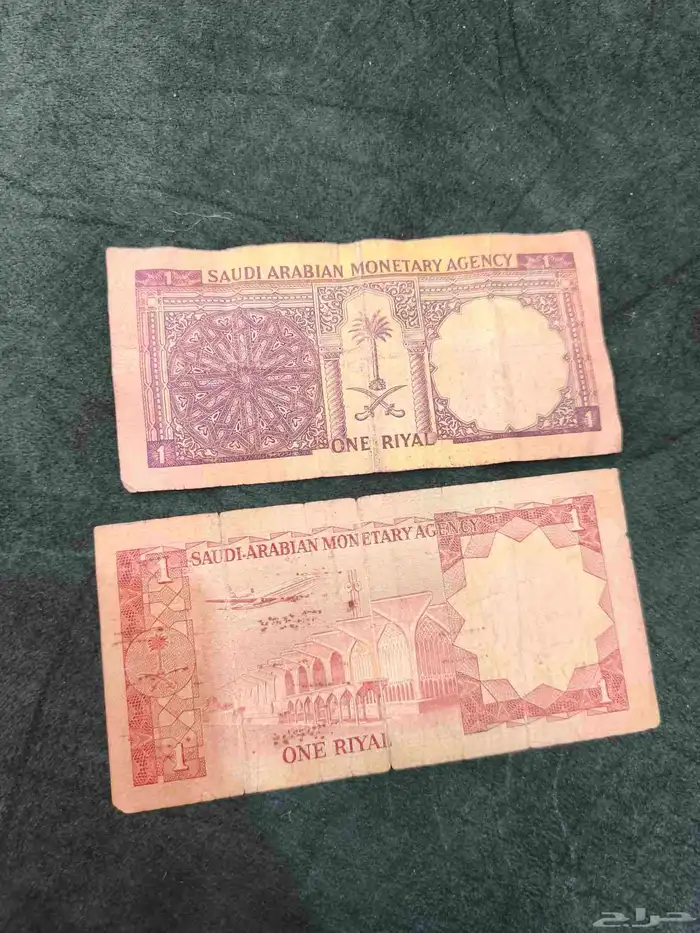 1 SAUDI ARABIAN MONETARY AGENCY 1
1 ONE RIYAL 1
1 SAUDI-ARABIAN MONETARY AGENCY 1
1 ONE RIYAL 1
حراج